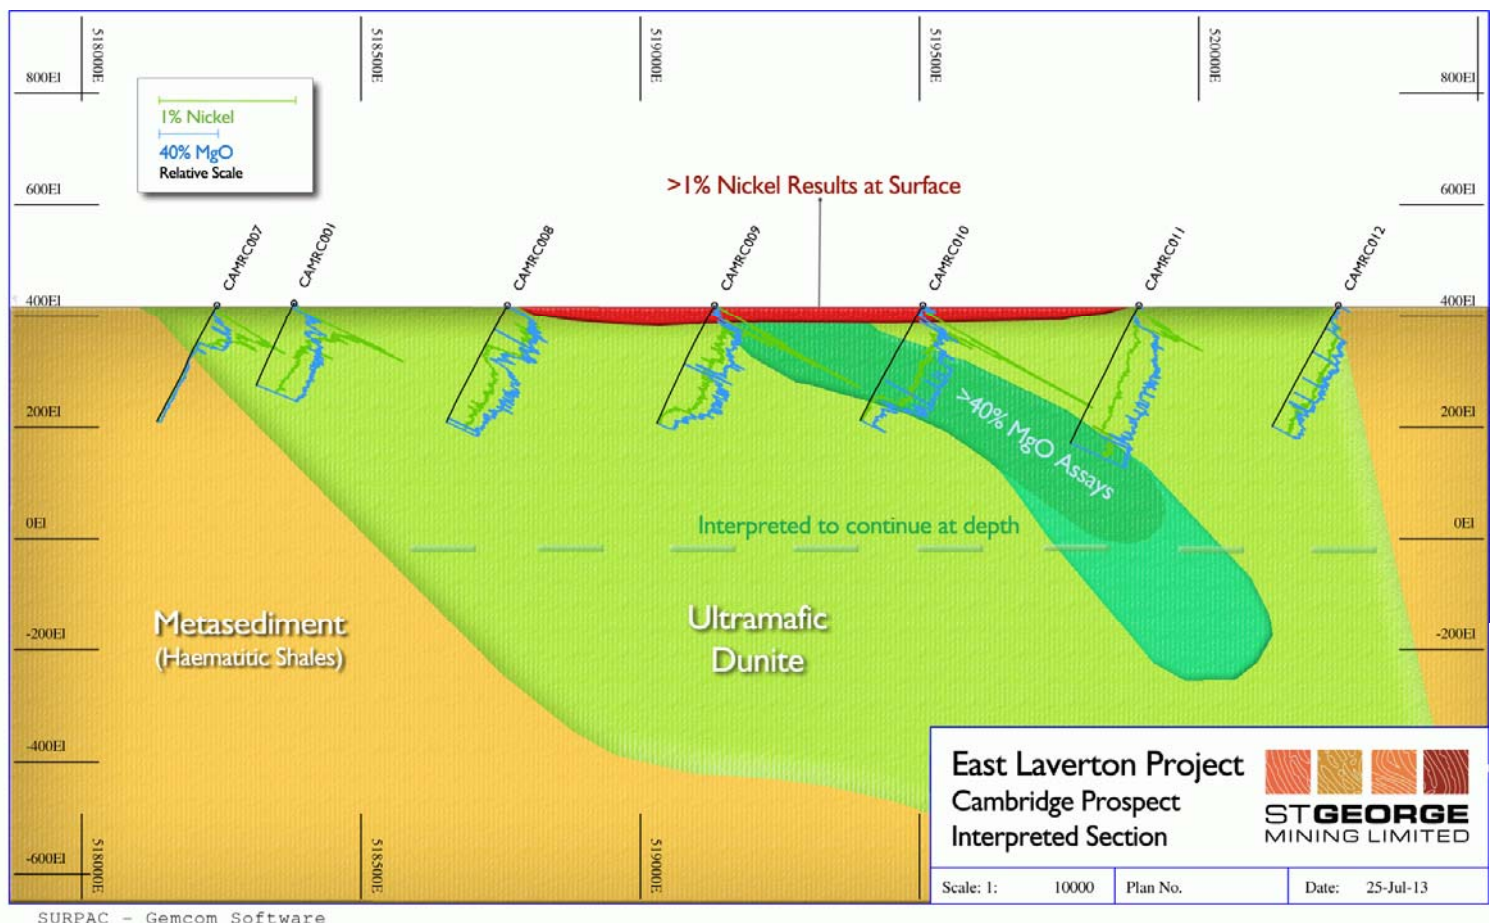 518000E
518500E
519000E
519500E
520000E
800El
800El
1% Nickel
40% MgO
Relative Scale
600El
600El
>1% Nickel Results at Surface
CAMRC007
CAMRC001
CAMRC008
CAMRC009
CAMRC010
CAMRC011
CAMRC012
400El
400El
200El
200El
>40% MgO Assays
0El
0El
Interpreted to continue at depth
Metasediment
(Haematitic Shales)
Ultramafic
Dunite
-200El
-200El
-400El
-600El
518000E
518500E
519000E
East Laverton Project
Cambridge Prospect
Interpreted Section
STGEORGE
MINING LIMITED
Scale: 1: 10000
Plan No.
Date: 25-Jul-13
SURPAC - Gemcom Software